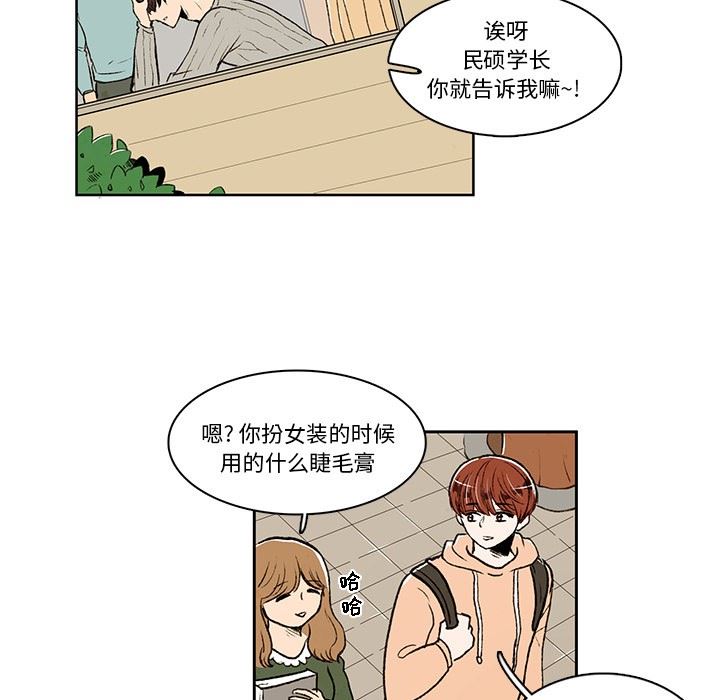 诶呀
民硕学长
你就告诉我嘛~!
嗯? 你扮女装的时候
用的什么睫毛膏
哈
哈